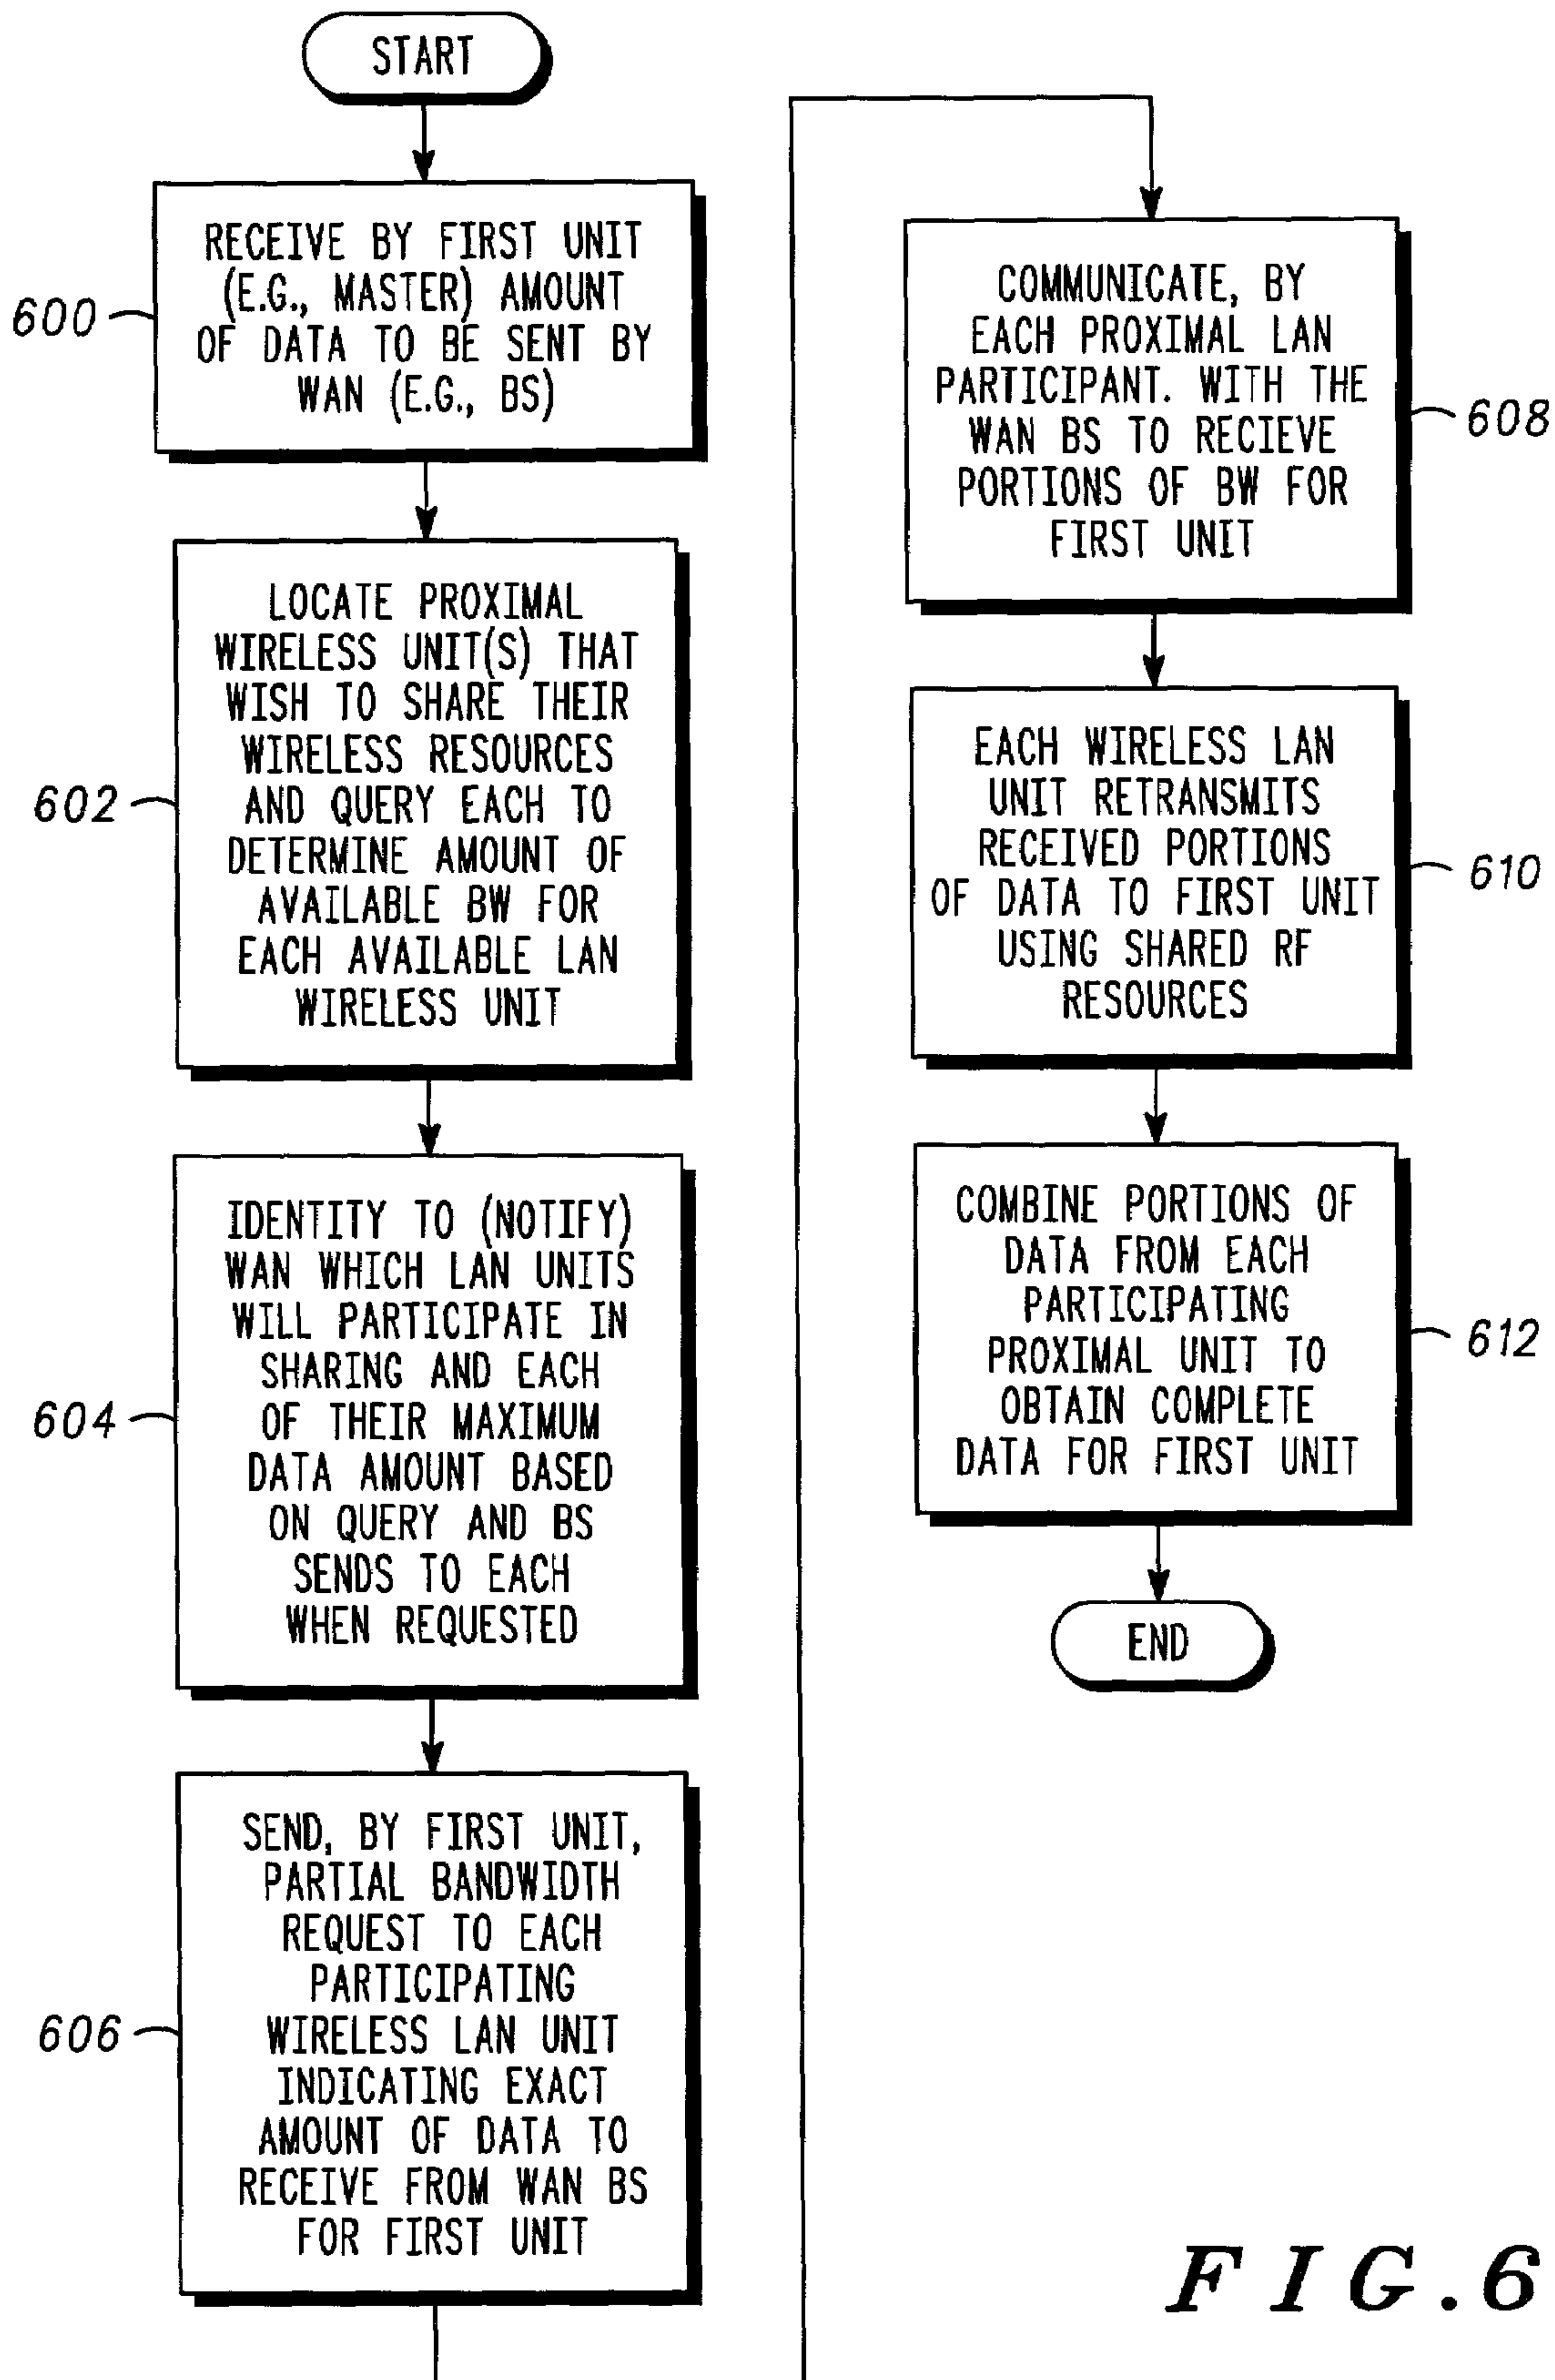 START
RECEIVE BY FIRST UNIT
(E.G., MASTER) AMOUNT
OF DATA TO BE SENT BY
WAN (E.G., BS)
600
LOCATE PROXIMAL
WIRELESS UNIT(S) THAT
WISH TO SHARE THEIR
WIRELESS RESOURCES
AND QUERY EACH TO
DETERMINE AMOUNT OF
AVAILABLE BW FOR
EACH AVAILABLE LAN
WIRELESS UNIT
602
IDENTITY TO (NOTIFY)
WAN WHICH LAN UNITS
WILL PARTICIPATE IN
SHARING AND EACH
OF THEIR MAXIMUM
DATA AMOUNT BASED
ON QUERY AND BS
SENDS TO EACH
WHEN REQUESTED
604
SEND, BY FIRST UNIT,
PARTIAL BANDWIDTH
REQUEST TO EACH
PARTICIPATING
WIRELESS LAN UNIT
INDICATING EXACT
AMOUNT OF DATA TO
RECEIVE FROM WAN BS
FOR FIRST UNIT
606
COMMUNICATE, BY
EACH PROXIMAL LAN
PARTICIPANT. WITH THE
WAN BS TO RECIEVE
PORTIONS OF BW FOR
FIRST UNIT
608
EACH WIRELESS LAN
UNIT RETRANSMITS
RECEIVED PORTIONS
OF DATA TO FIRST UNIT
USING SHARED RF
RESOURCES
610
COMBINE PORTIONS OF
DATA FROM EACH
PARTICIPATING
PROXIMAL UNIT TO
OBTAIN COMPLETE
DATA FOR FIRST UNIT
612
END
FIG.6